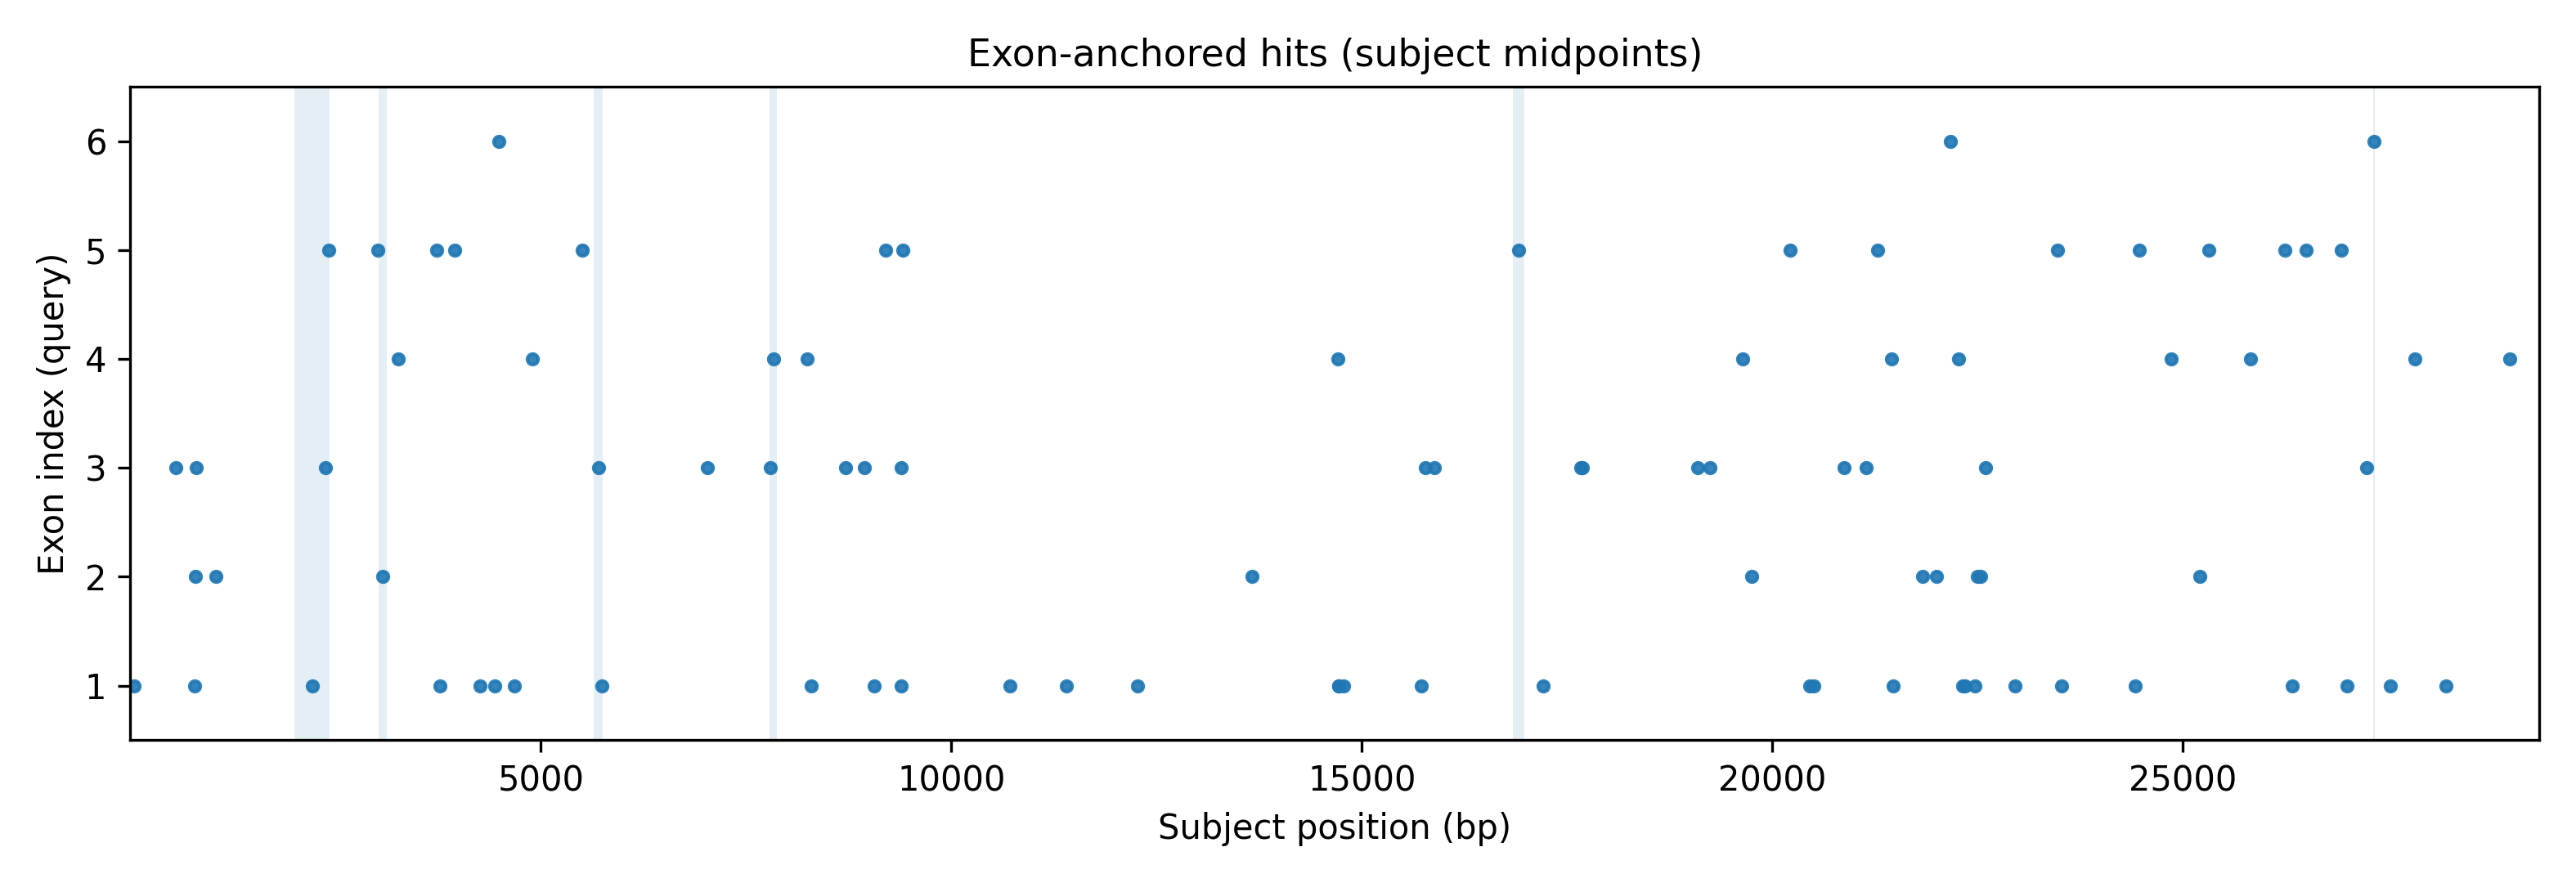 Exon-anchored hits (subject midpoints)
Exon index (query)
6
5
4
3
2
1
5000 10000 15000 20000 25000
Subject position (bp)